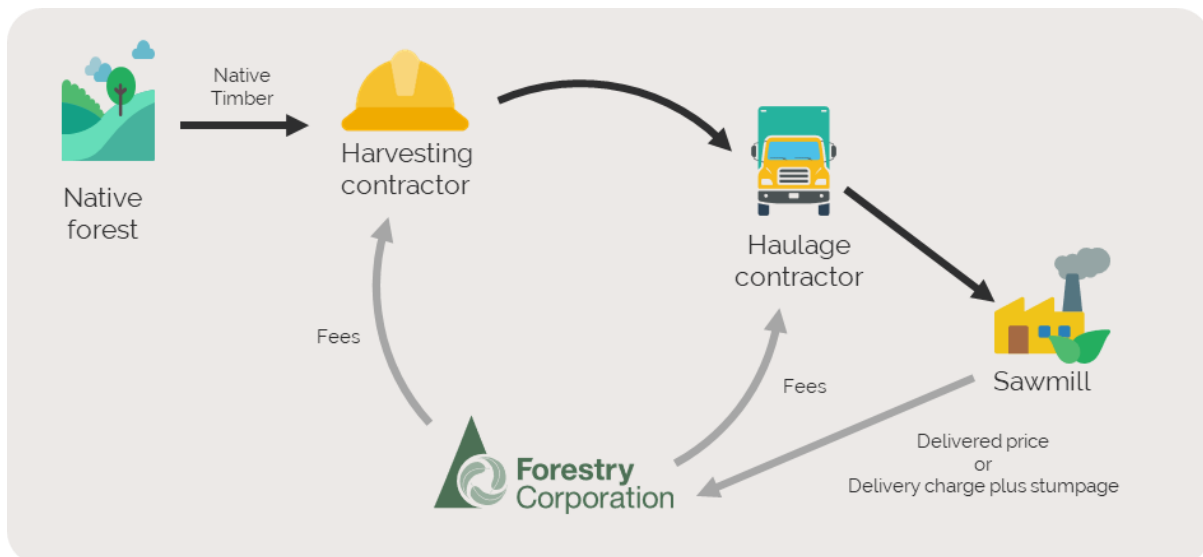 Native
Timber
Native
forest
Harvesting
contractor
Haulage
contractor
Fees
Fees
Sawmill
Forestry
Corporation
Delivered price
or
Delivery charge plus stumpage